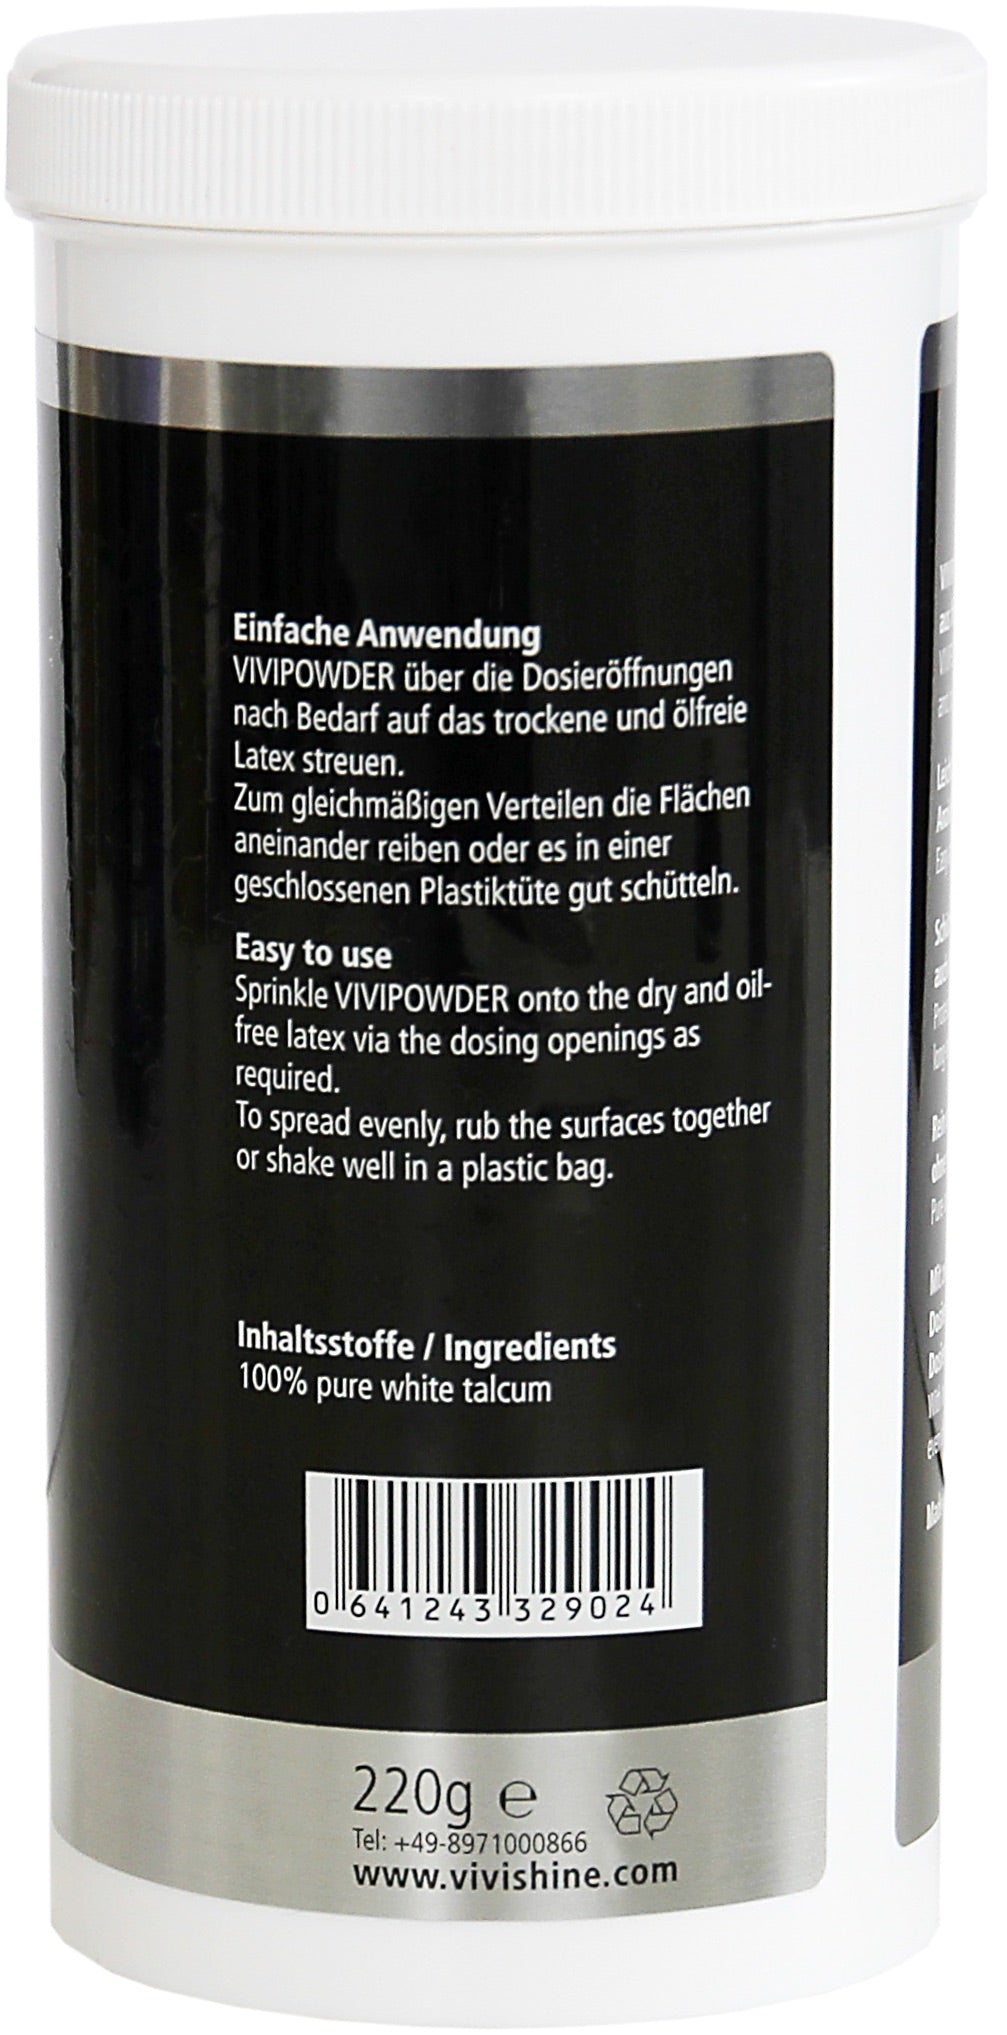 Einfache Anwendung
VIVIPOWDER über die Dosieröffnungen
nach Bedarf auf das trockene und ölfreie
Latex streuen.
Zum gleichmäßigen Verteilen die Flächen
aneinander reiben oder es in einer
geschlossenen Plastiktüte gut schütteln.
Easy to use
Sprinkle VIVIPOWDER onto the dry and oil-
free latex via the dosing openings as
required.
To spread evenly, rub the surfaces together
or shake well in a plastic bag.
Inhaltsstoffe / Ingredients
100% pure white talcum
0 641243 329024
220g e
Tel: +49-8971000866
www.vivishine.com